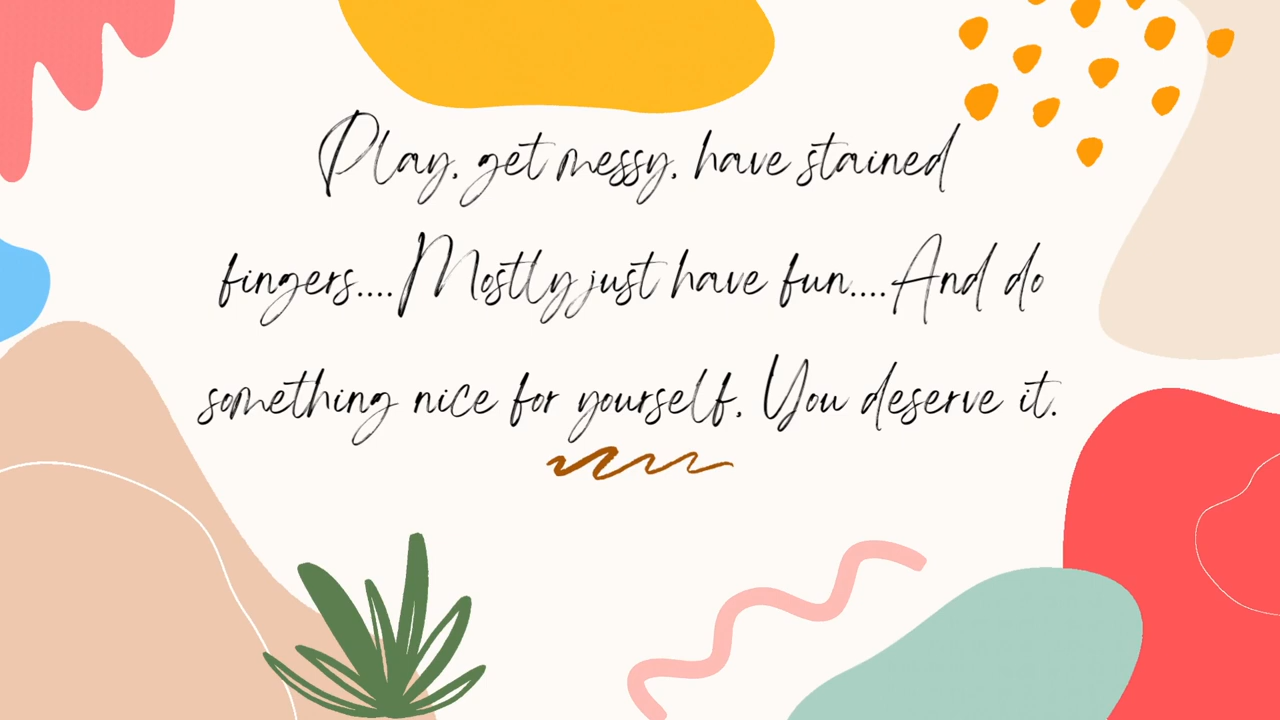 Play, get messy, have stained
fingers....Mostly just have fun....And do
something nice for yourself, You deserve it.